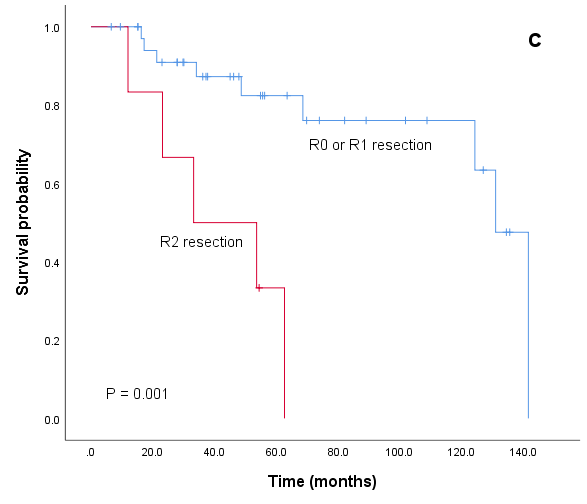 C
1.0
0.8
0.6
0.4
0.2
0.0
Survival probability
R0 or R1 resection
R2 resection
P = 0.001
.0 20.0 40.0 60.0 80.0 100.0 120.0 140.0
Time (months)